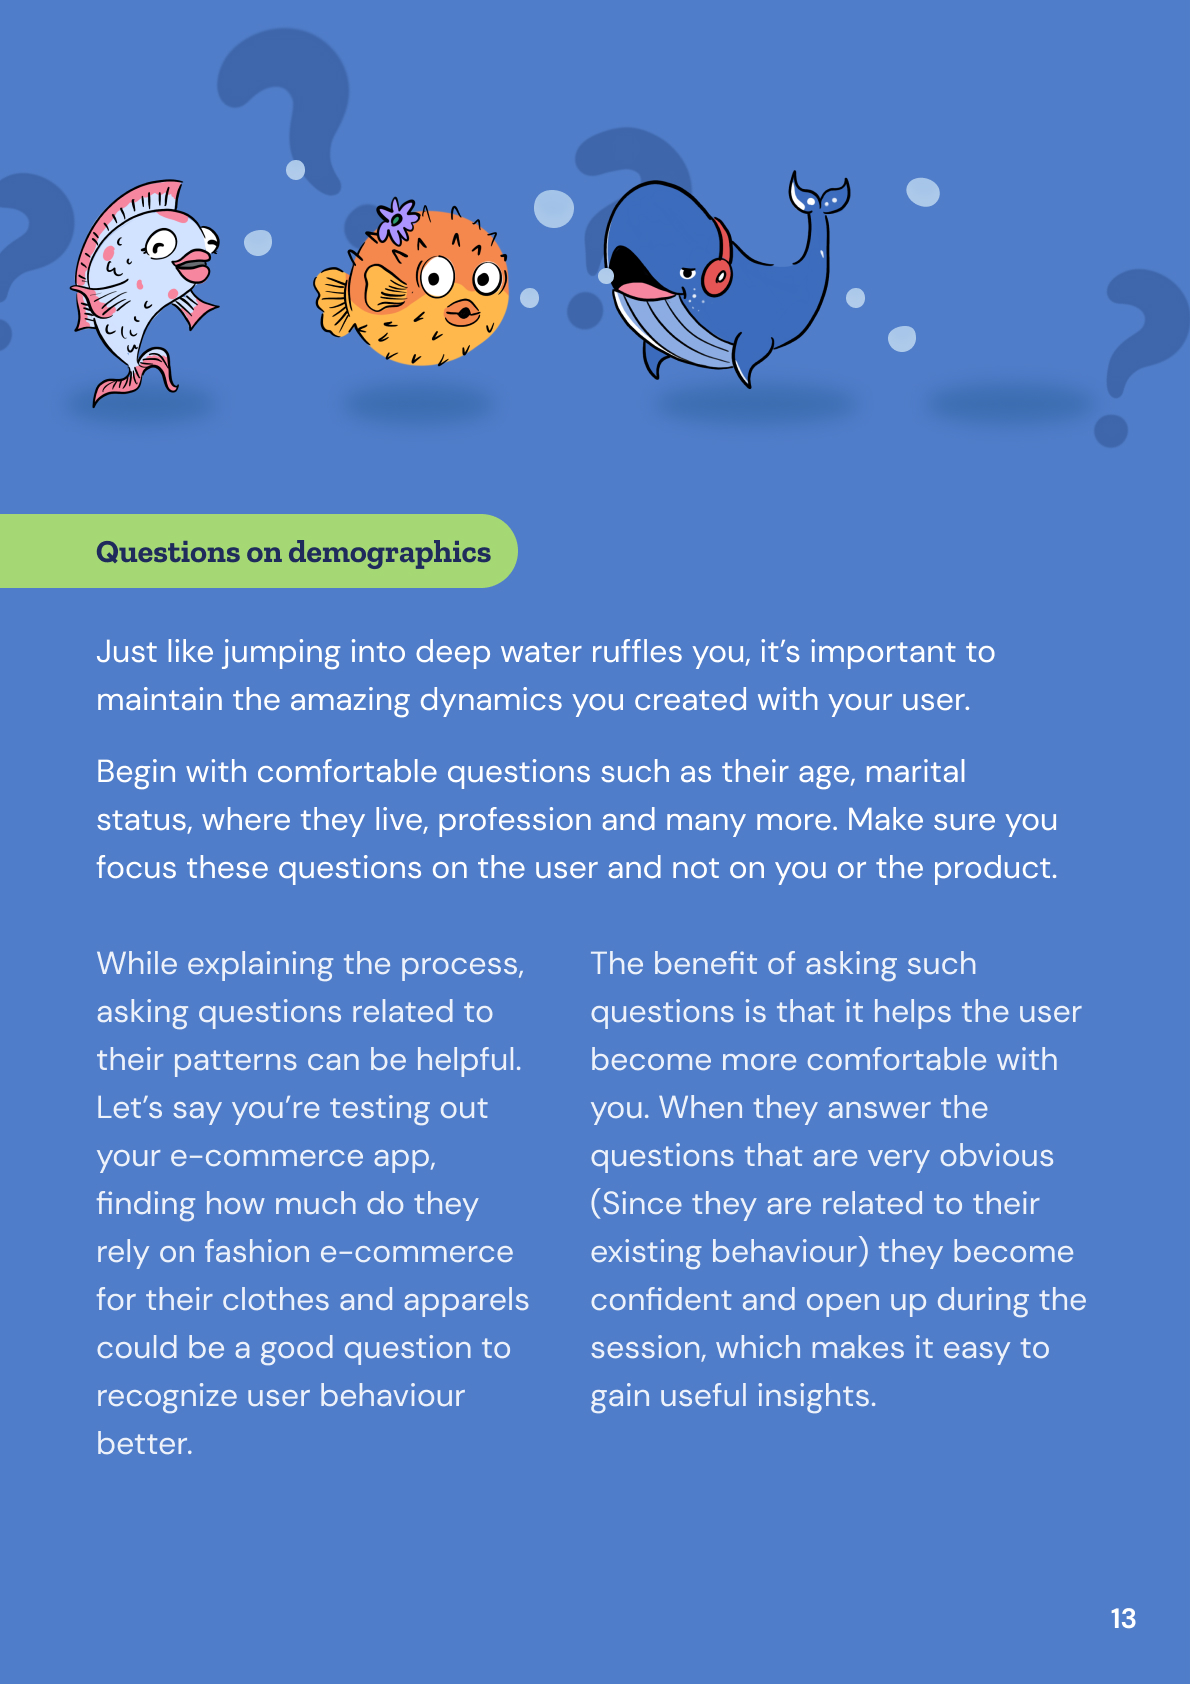 Questions on demographics
Just like jumping into deep water ruffles you, it’s important to
maintain the amazing dynamics you created with your user.
Begin with comfortable questions such as their age, marital
status, where they live, profession and many more. Make sure you
focus these questions on the user and not on you or the product.
While explaining the process,
asking questions related to
their patterns can be helpful.
Let’s say you’re testing out
your e-commerce app,
finding how much do they
rely on fashion e-commerce
for their clothes and apparels
could be a good question to
recognize user behaviour
better.
The benefit of asking such
questions is that it helps the user
become more comfortable with
you. When they answer the
questions that are very obvious
(Since they are related to their
existing behaviour) they become
confident and open up during the
session, which makes it easy to
gain useful insights.
13